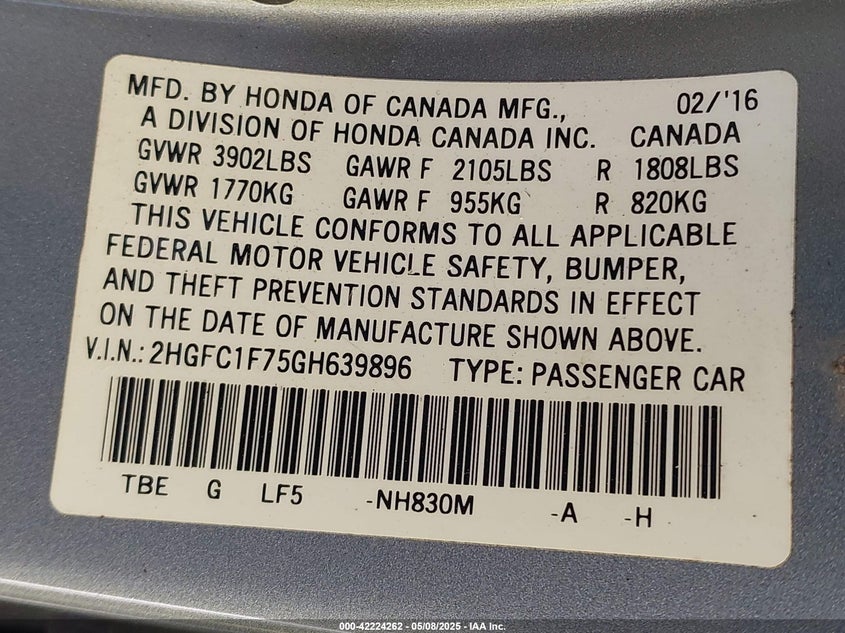 MFD. BY HONDA OF CANADA MFG., 02/'16
A DIVISION OF HONDA CANADA INC. CANADA
GVWR 3902LBS GAWR F 2105LBS R 1808LBS
GVWR 1770KG GAWR F 955KG R 820KG
THIS VEHICLE CONFORMS TO ALL APPLICABLE
FEDERAL MOTOR VEHICLE SAFETY, BUMPER,
AND THEFT PREVENTION STANDARDS IN EFFECT
ON THE DATE OF MANUFACTURE SHOWN ABOVE.
V.I.N.: 2HGFC1F75GH639896 TYPE: PASSENGER CAR
TBE G LF5 -NH830M -A -H
000-42224262 - 05/08/2025 - IAA Inc.